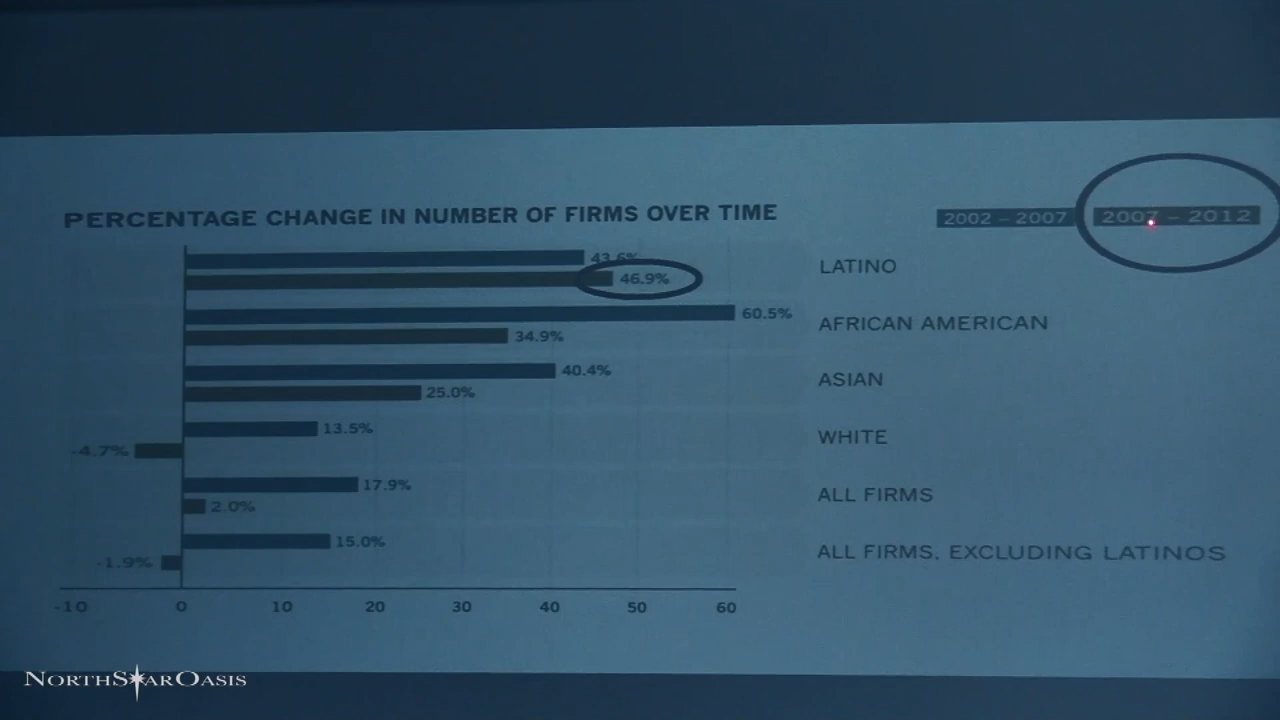 PERCENTAGE CHANGE IN NUMBER OF FIRMS OVER TIME
2002 – 2007
2007 – 2012
43.6%
46.9%
LATINO
60.5%
34.9%
AFRICAN AMERICAN
40.4%
25.0%
ASIAN
13.5%
-4.7%
WHITE
17.9%
2.0%
ALL FIRMS
15.0%
-1.9%
ALL FIRMS, EXCLUDING LATINOS
-10 0 10 20 30 40 50 60
NORTHSTAROASIS